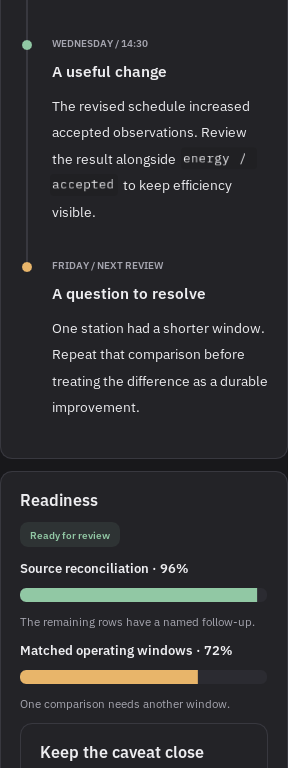 WEDNESDAY / 14:30
A useful change
The revised schedule increased
accepted observations. Review
the result alongside energy /
accepted to keep efficiency
visible.
FRIDAY / NEXT REVIEW
A question to resolve
One station had a shorter window.
Repeat that comparison before
treating the difference as a durable
improvement.
Readiness
Ready for review
Source reconciliation · 96%
The remaining rows have a named follow-up.
Matched operating windows · 72%
One comparison needs another window.
Keep the caveat close